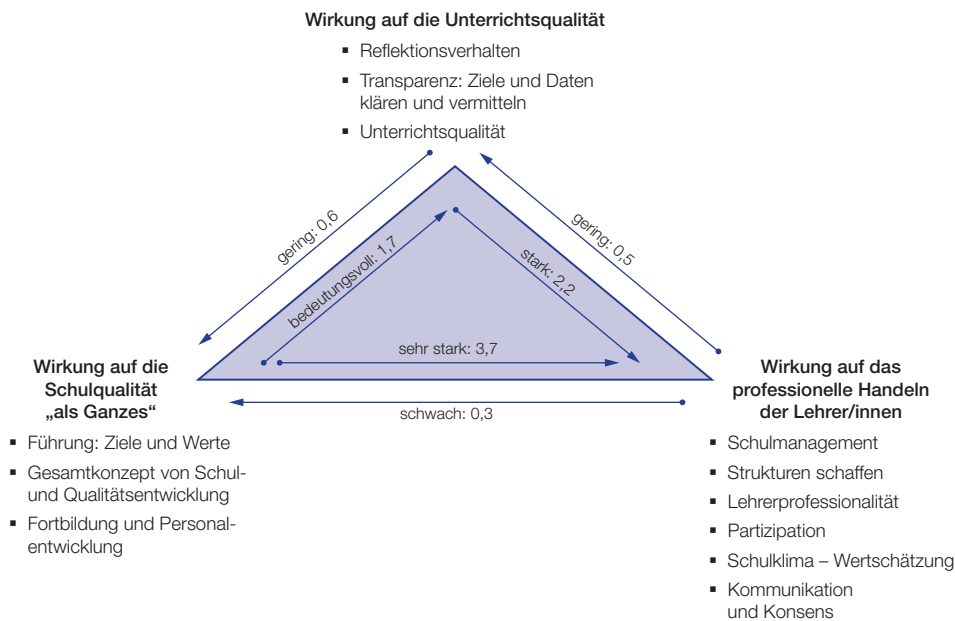 Wirkung auf die Unterrichtsqualität
▪ Reflektionsverhalten
▪ Transparenz: Ziele und Daten
klären und vermitteln
▪ Unterrichtsqualität
gering: 0,6
bedeutungsvoll: 1,7
stark: 2,2
gering: 0.5
sehr stark: 3,7
schwach: 0,3
Wirkung auf die
Schulqualität
„als Ganzes“
▪ Führung: Ziele und Werte
▪ Gesamtkonzept von Schul-
und Qualitätsentwicklung
▪ Fortbildung und Personal-
entwicklung
Wirkung auf das
professionelle Handeln
der Lehrer/innen
▪ Schulmanagement
▪ Strukturen schaffen
▪ Lehrerprofessionalität
▪ Partizipation
▪ Schulklima – Wertschätzung
▪ Kommunikation
und Konsens